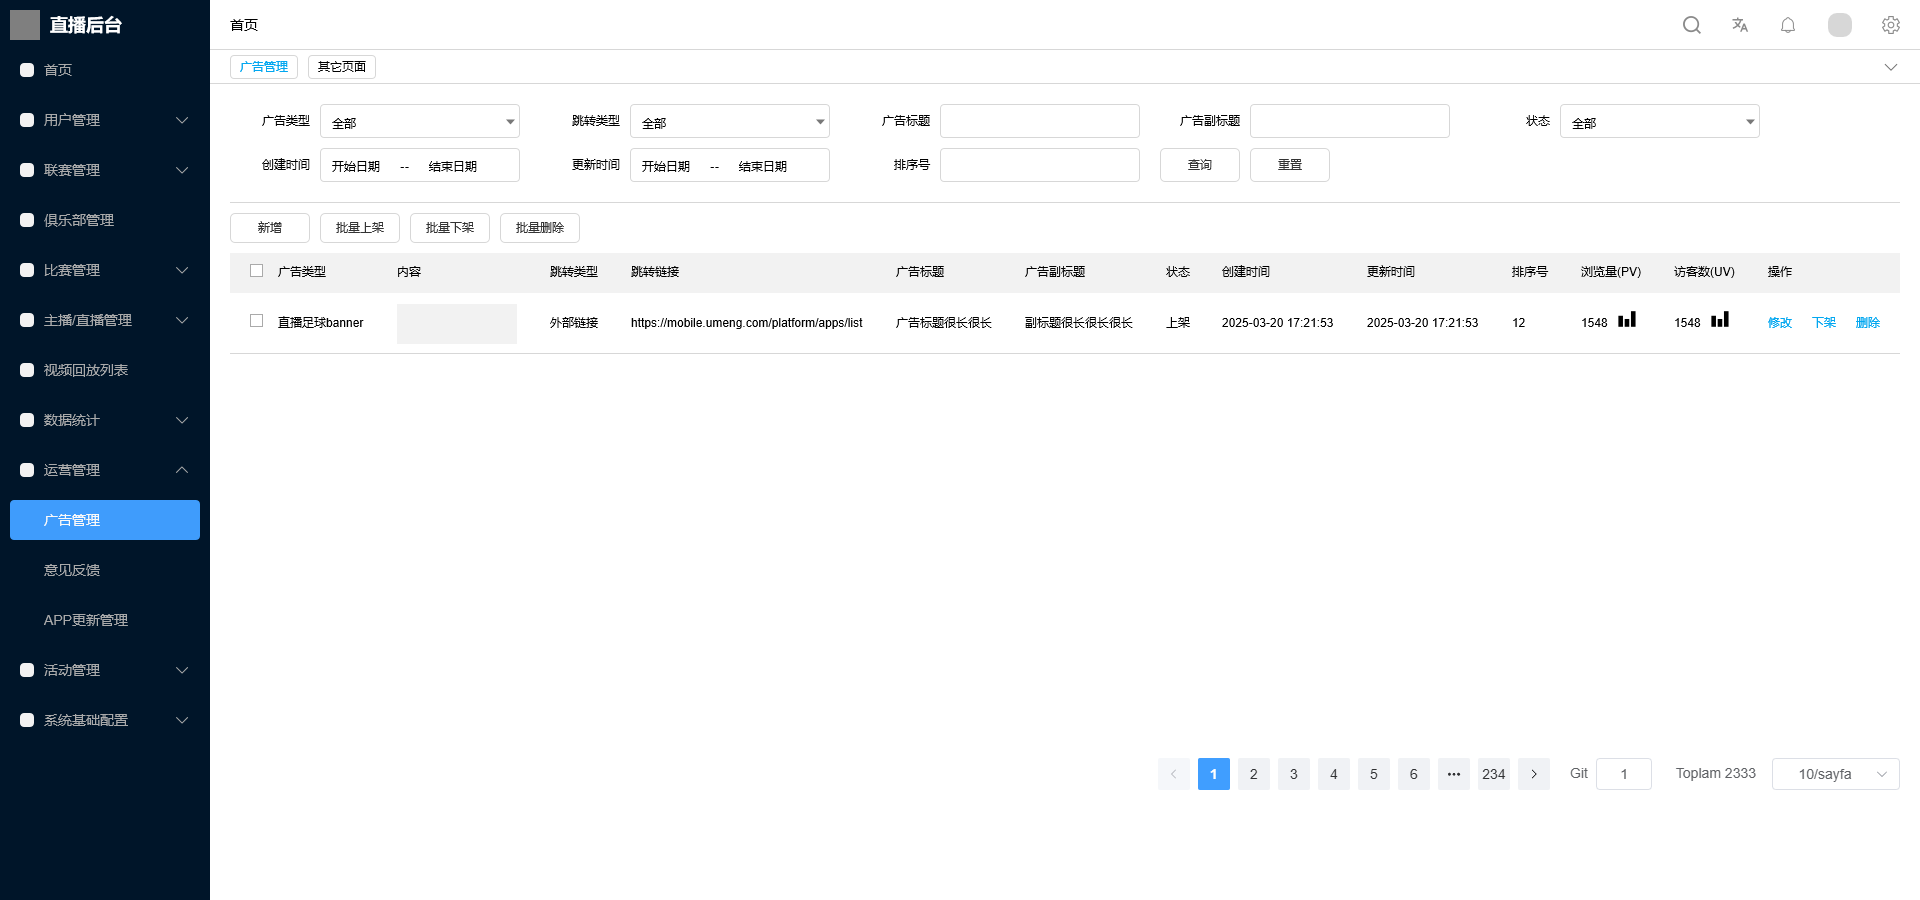 直播后台
首页
用户管理
联赛管理
俱乐部管理
比赛管理
主播/直播管理
视频回放列表
数据统计
运营管理
广告管理
意见反馈
APP更新管理
活动管理
系统基础配置
首页
广告管理 其它页面
广告类型 全部 跳转类型 全部 广告标题 广告副标题 状态 全部
创建时间 开始日期 -- 结束日期 更新时间 开始日期 -- 结束日期 排序号 查询 重置
新增 批量上架 批量下架 批量删除
广告类型 内容 跳转类型 跳转链接 广告标题 广告副标题 状态 创建时间 更新时间 排序号 浏览量(PV) 访客数(UV) 操作
直播足球banner 外部链接 https://mobile.umeng.com/platform/apps/list 广告标题很长很长 副标题很长很长很长 上架 2025-03-20 17:21:53 2025-03-20 17:21:53 12 1548 1548 修改 下架 删除
1 2 3 4 5 6 ••• 234 Git 1 Toplam 2333 10/sayfa